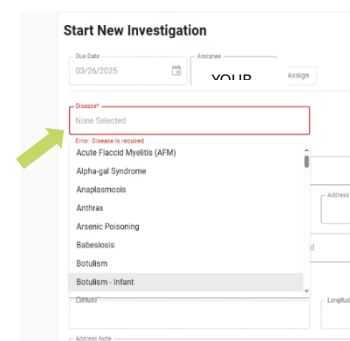 Start New Investigation
Due Date
Assignee
03/26/2025
YOUR
Assign
Disease*
None Selected
Error: Disease is required
Acute Flaccid Myelitis (AFM)
Alpha-gal Syndrome
Anaplasmosis
Anthrax
Address
Arsenic Poisoning
Babesiosis
Botulism
Botulism - Infant
Latitude
Address Note